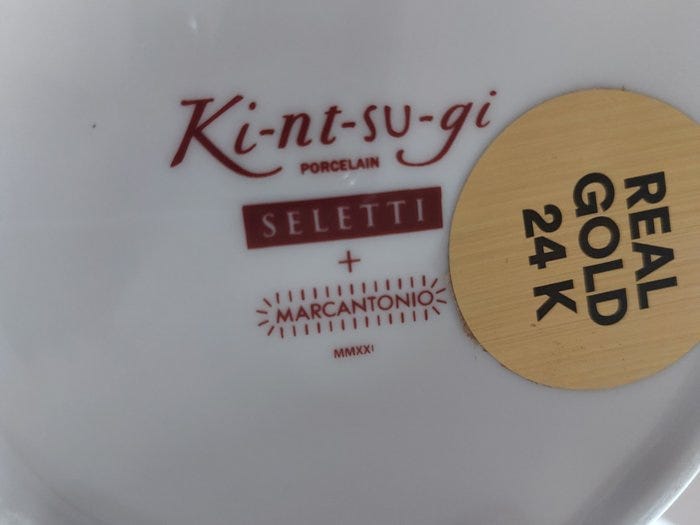 Ki-nt-su-gi
PORCELAIN
SELETTI
+
MARCANTONIO
MMXXI
REAL
GOLD
24 K